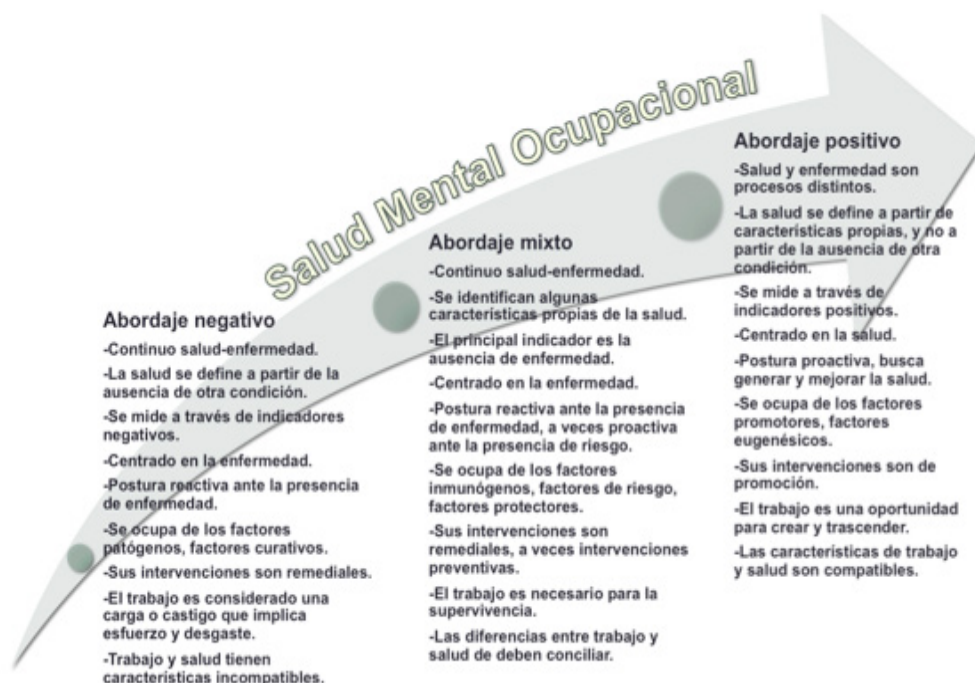 Salud Mental Ocupacional
Abordaje negativo
-Continuo salud-enfermedad.
-La salud se define a partir de la
ausencia de otra condición.
-Se mide a través de indicadores
negativos.
-Centrado en la enfermedad.
-Postura reactiva ante la presencia
de enfermedad.
-Se ocupa de los factores
patógenos, factores curativos.
-Sus intervenciones son remediales.
-El trabajo es considerado una
carga o castigo que implica
esfuerzo y desgaste.
-Trabajo y salud tienen
características incompatibles.
Abordaje mixto
-Continuo salud-enfermedad.
-Se identifican algunas
características propias de la salud.
-El principal indicador es la
ausencia de enfermedad.
-Centrado en la enfermedad.
-Postura reactiva ante la presencia
de enfermedad, a veces proactiva
ante la presencia de riesgo.
-Se ocupa de los factores
inmunógenos, factores de riesgo,
factores protectores.
-Sus intervenciones son
remediales, a veces intervenciones
preventivas.
-El trabajo es necesario para la
supervivencia.
-Las diferencias entre trabajo y
salud de deben conciliar.
Abordaje positivo
-Salud y enfermedad son
procesos distintos.
-La salud se define a partir de
características propias, y no a
partir de la ausencia de otra
condición.
-Se mide a través de
indicadores positivos.
-Centrado en la salud.
-Postura proactiva, busca
generar y mejorar la salud.
-Se ocupa de los factores
promotores, factores
eugenésicos.
-Sus intervenciones son de
promoción.
-El trabajo es una oportunidad
para crear y trascender.
-Las características de trabajo
y salud son compatibles.